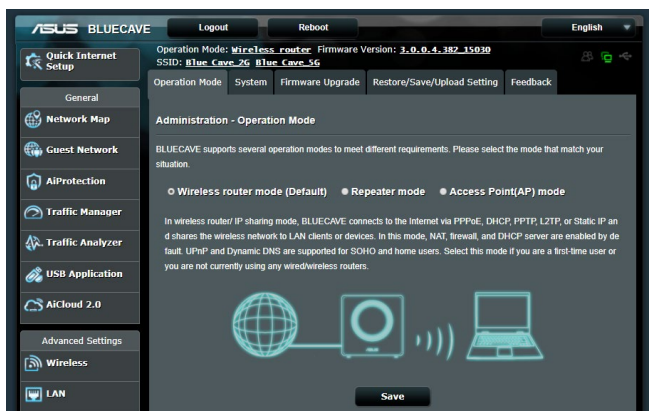 ASUS BLUECAVE Logout Reboot English
Quick Internet Setup
Operation Mode: Wireless router Firmware Version: 3.0.0.4.382_15030
SSID: Blue Cave_2G Blue Cave_5G
Operation Mode System Firmware Upgrade Restore/Save/Upload Setting Feedback
General
Network Map
Guest Network
AiProtection
Traffic Manager
Traffic Analyzer
USB Application
AiCloud 2.0
Advanced Settings
Wireless
LAN
Administration - Operation Mode
BLUECAVE supports several operation modes to meet different requirements. Please select the mode that match your
situation.
Wireless router mode (Default) Repeater mode Access Point(AP) mode
In wireless router/ IP sharing mode, BLUECAVE connects to the Internet via PPPoE, DHCP, PPTP, L2TP, or Static IP an
d shares the wireless network to LAN clients or devices. In this mode, NAT, firewall, and DHCP server are enabled by de
fault. UPnP and Dynamic DNS are supported for SOHO and home users. Select this mode if you are a first-time user or
you are not currently using any wired/wireless routers.
Save